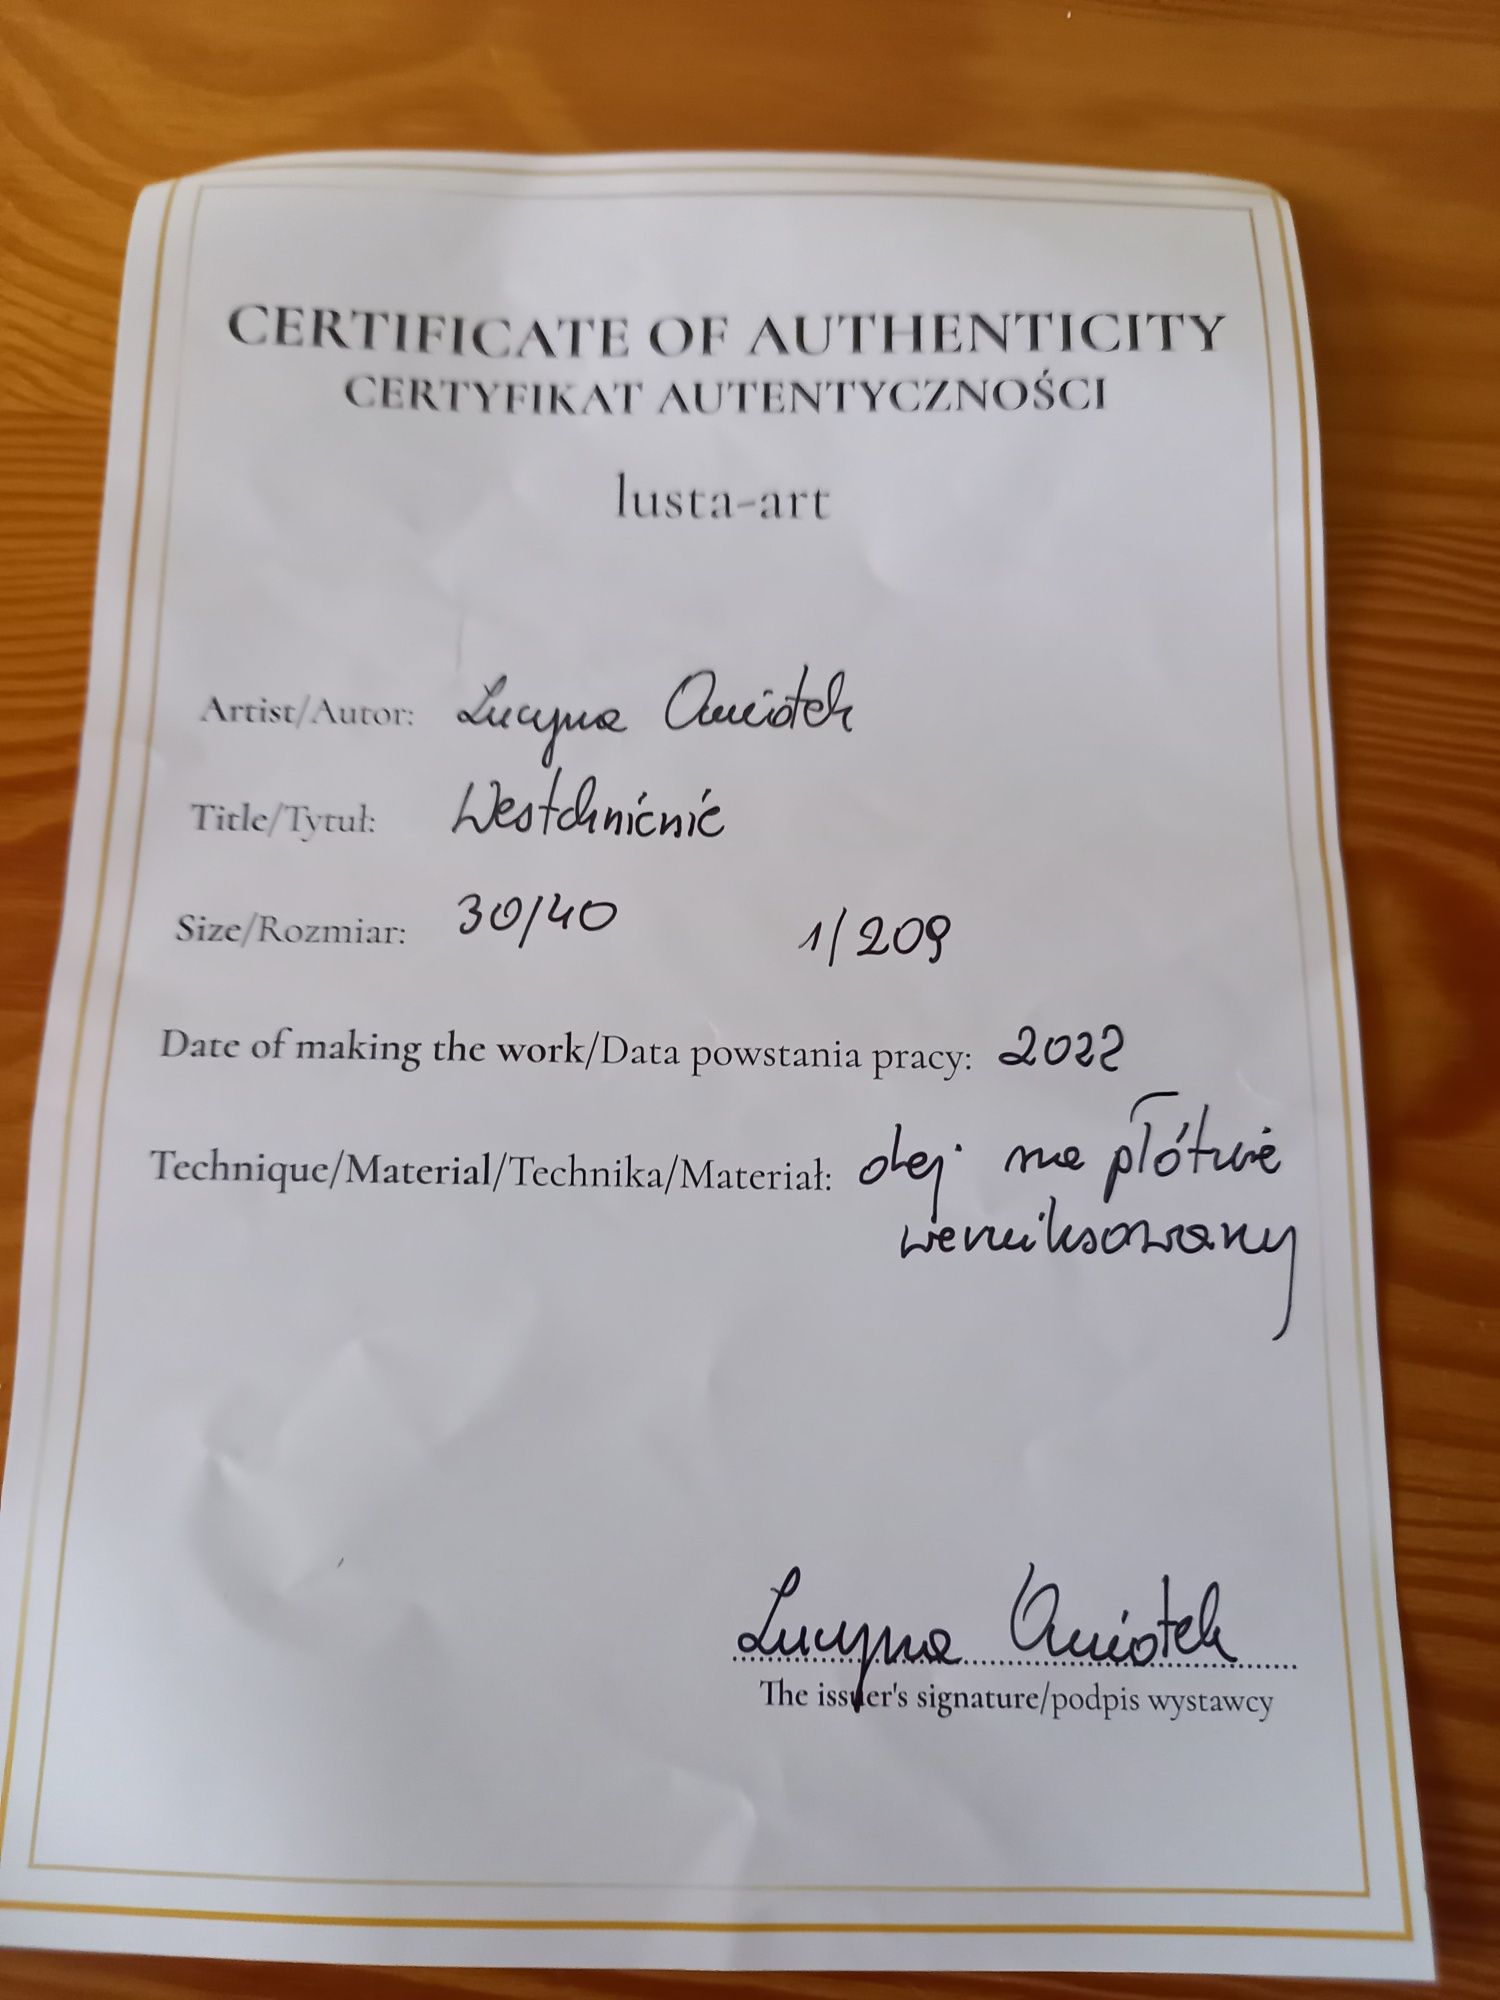 CERTIFICATE OF AUTHENTICITY
CERTYFIKAT AUTENTYCZNOŚCI
lusta-art
Artist/Autor: Lucyna
Title/Tytuł: Westchnienie
Size/Rozmiar: 30/40 1/209
Date of making the work/Data powstania pracy: 2022
Technique/Material/Technika/Materiał: olej na płótnie
werniksowany
Lucyna
The issuer's signature/podpis wystawcy